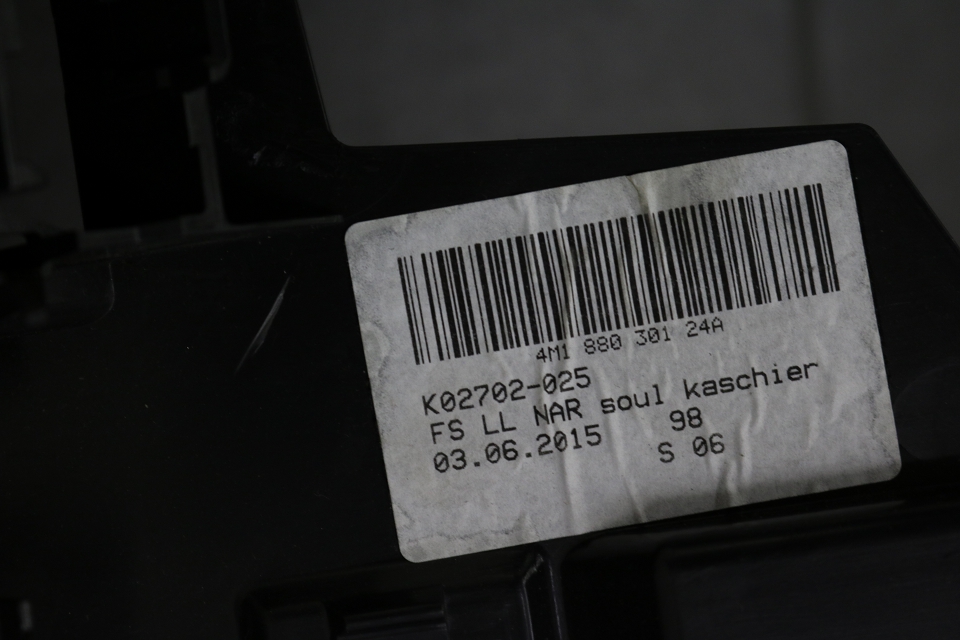 4M1 880 301 24A
K02702-025
FS LL NAR soul kaschier
03.06.2015 98
S 06